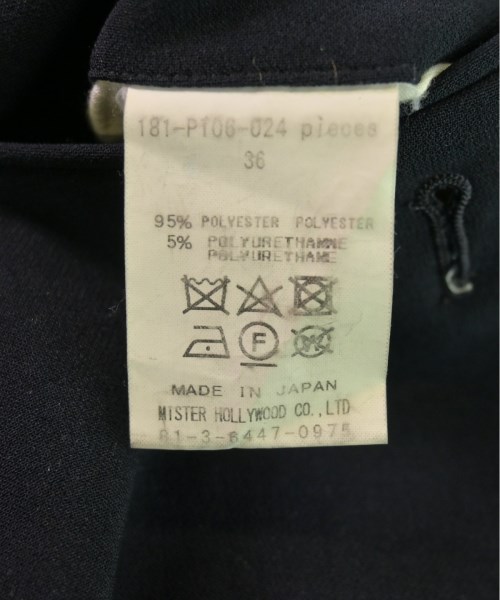 181-P106-024 pieces
36
95% POLYESTER POLYESTER
5% POLYURETHAMNE
POLYURETHAME
F
W
MADE IN JAPAN
MISTER HOLLYWOOD CO.,LTD
81-3-6447-0975